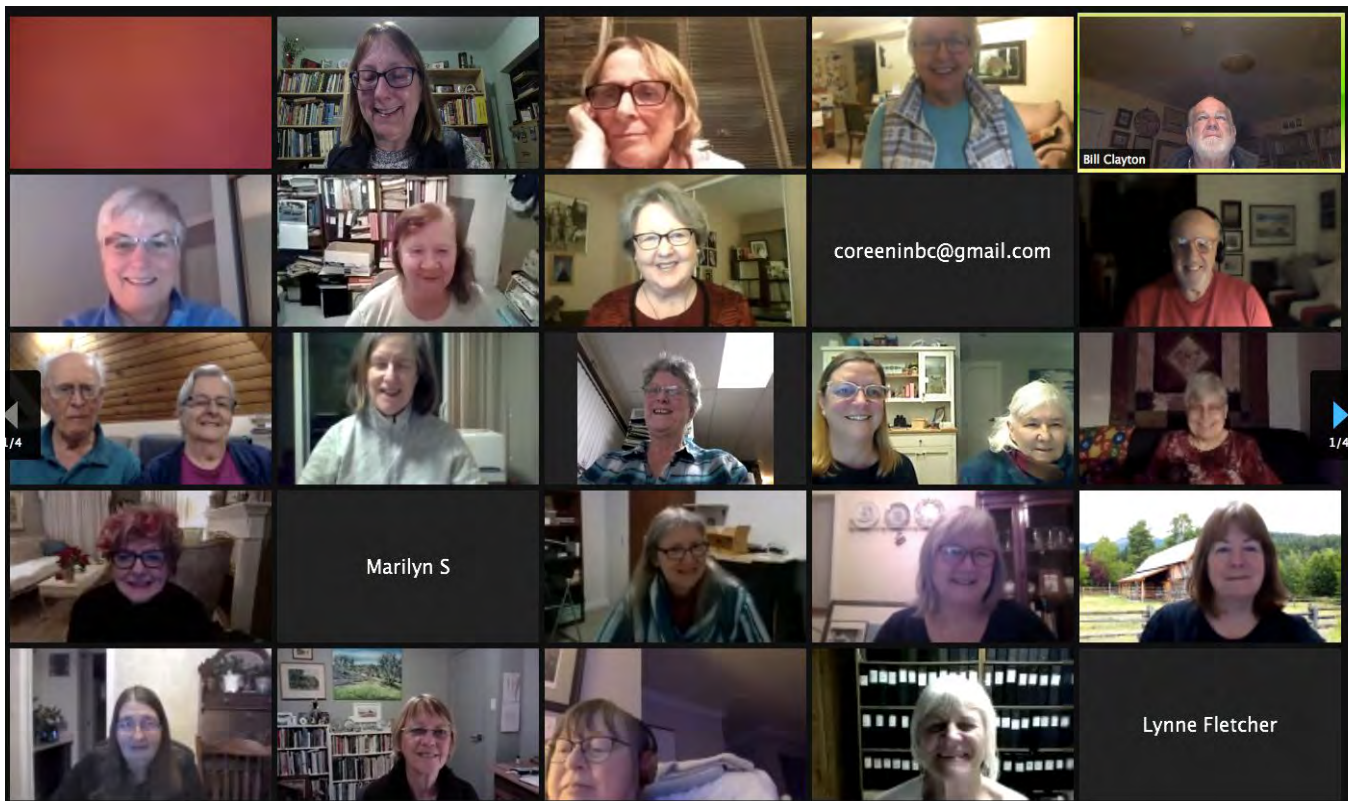 Bill Clayton
coreeninbc@gmail.com
1/4
1/4
Marilyn S
Lynne Fletcher